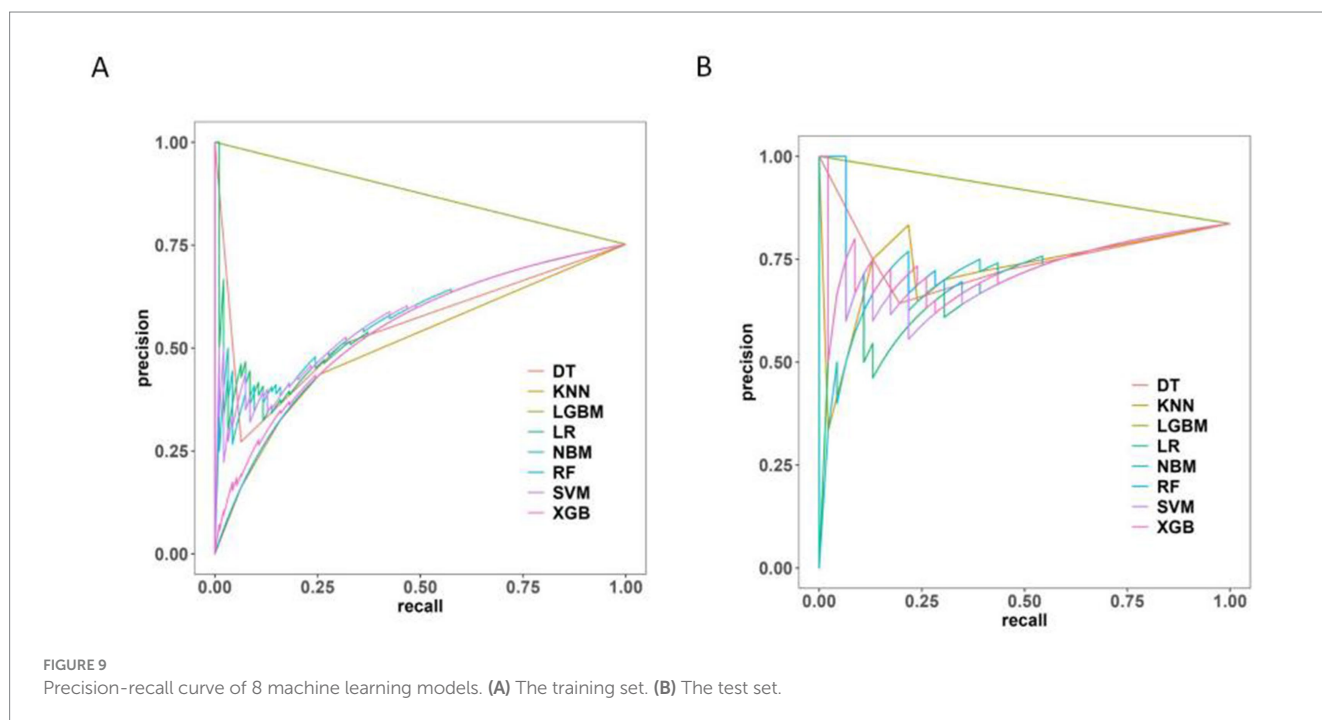 A
B
1.00
0.75
0.50
0.25
0.00
precision
0.00
0.25
0.50
0.75
1.00
recall
DT
KNN
LGBM
LR
NBM
RF
SVM
XGB
1.00
0.75
0.50
0.25
0.00
precision
0.00
0.25
0.50
0.75
1.00
recall
DT
KNN
LGBM
LR
NBM
RF
SVM
XGB
FIGURE 9
Precision-recall curve of 8 machine learning models. (A) The training set. (B) The test set.